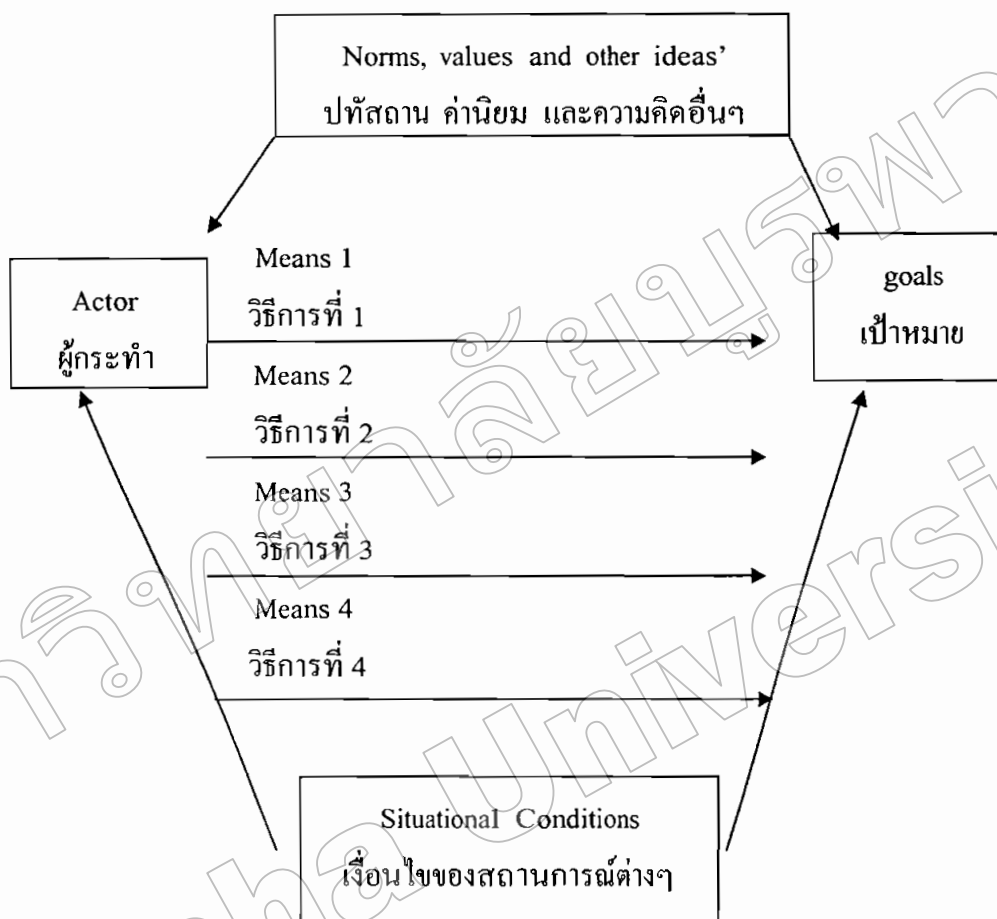 Norms, values and other ideas'
ปทัสถาน ค่านิยม และความคิดอื่นๆ
Actor
ผู้กระทำ
Means 1
วิธีการที่ 1
Means 2
วิธีการที่ 2
Means 3
วิธีการที่ 3
Means 4
วิธีการที่ 4
goals
เป้าหมาย
Situational Conditions
เงื่อนไขของสถานการณ์ต่างๆ